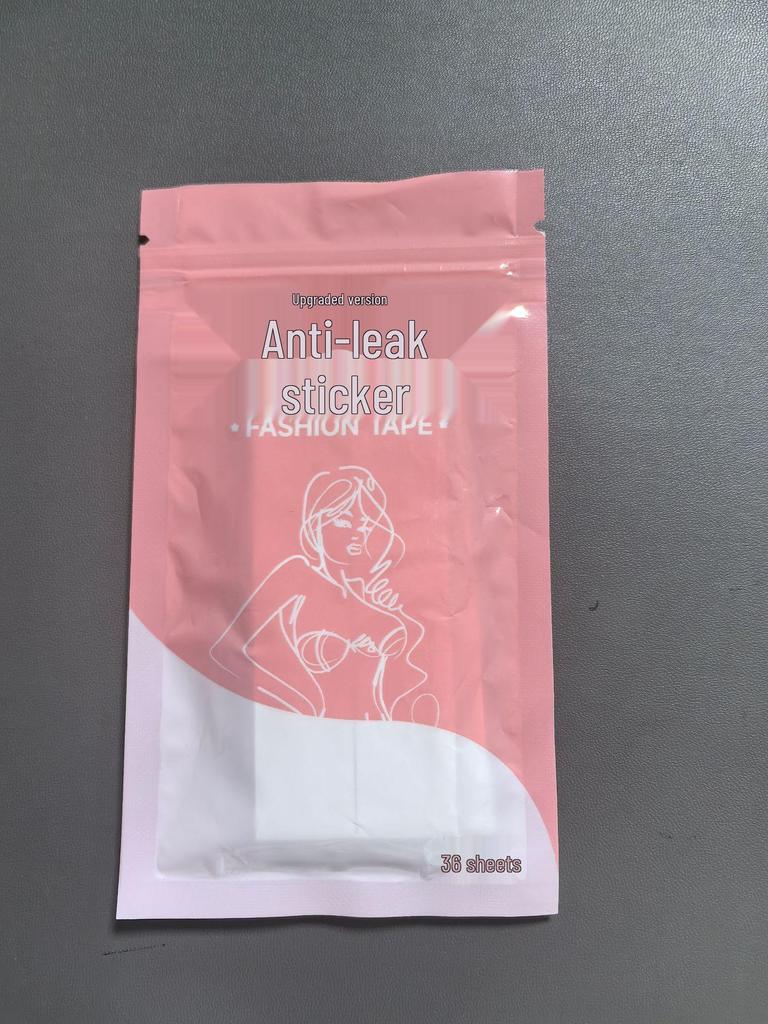 Upgraded version
Anti-leak
sticker
FASHION TAPE
36 sheets